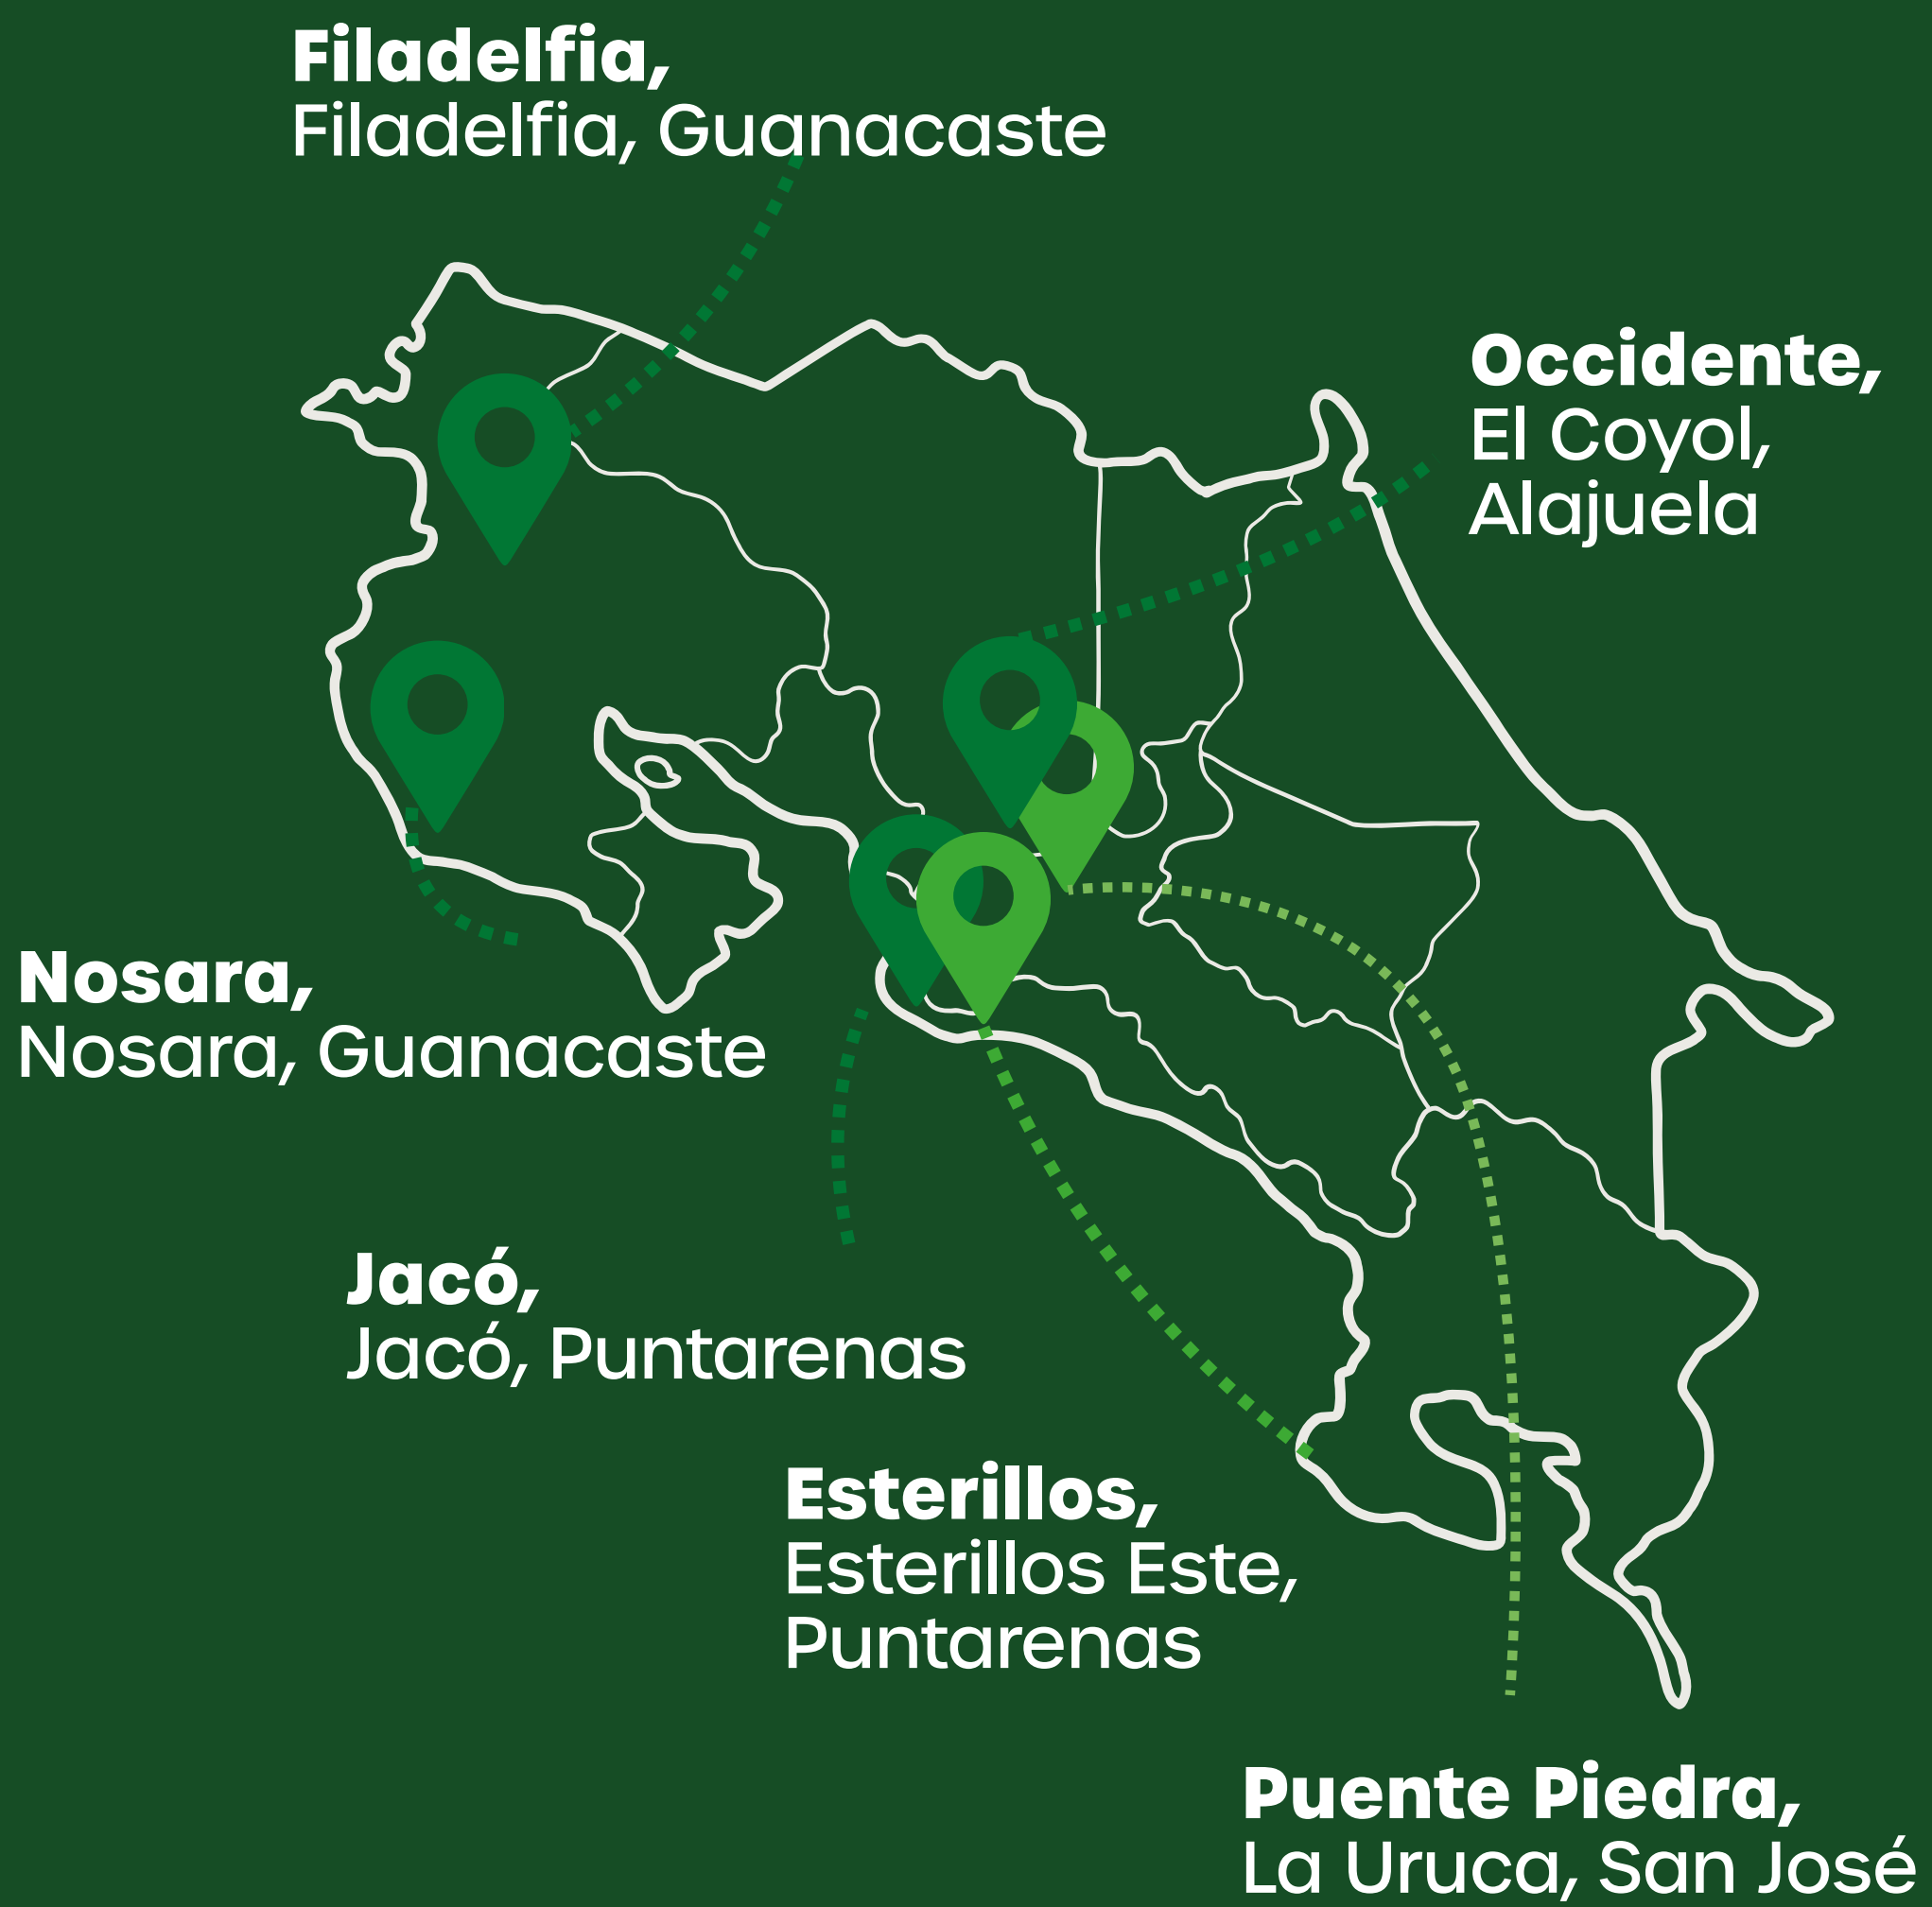 Filadelfia,
Filadelfia, Guanacaste
Occidente,
El Coyol,
Alajuela
Nosara,
Nosara, Guanacaste
Jacó,
Jacó, Puntarenas
Esterillos,
Esterillos Este,
Puntarenas
Puente Piedra,
La Uruca, San José